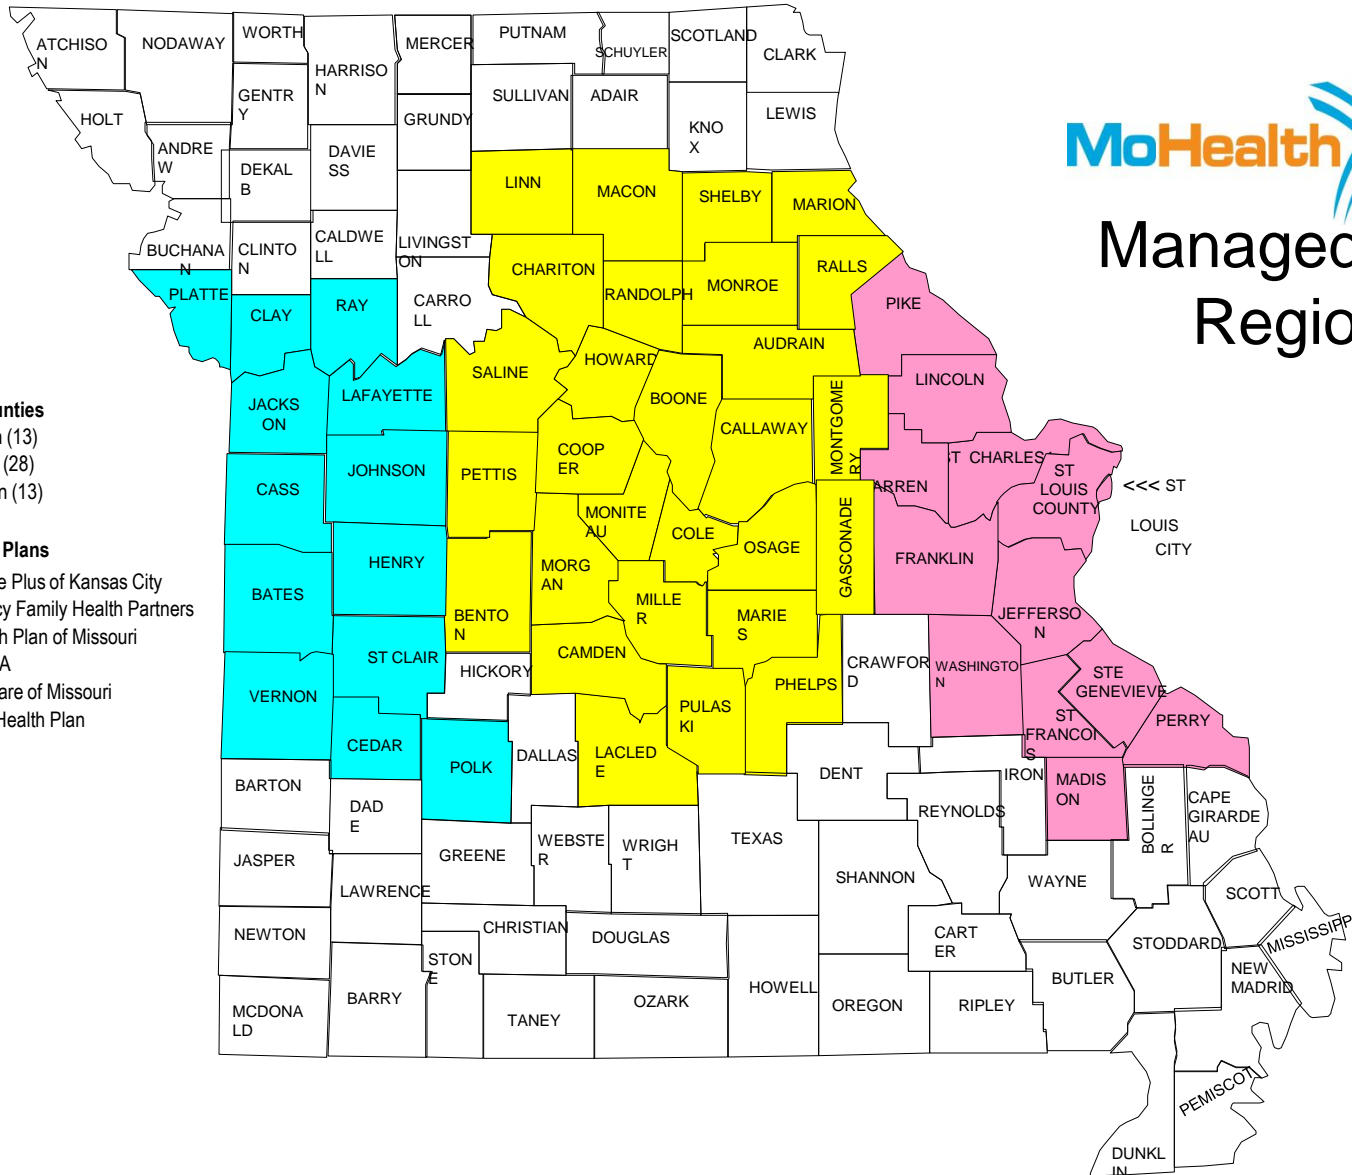 ATCHISO
N
NODAWAY
WORTH
HARRISO
N
MERCER
PUTNAM
SCHUYLER
SCOTLAND
CLARK
HOLT
GENTR
Y
GRUNDY
SULLIVAN
ADAIR
KNO
X
LEWIS
ANDRE
W
DEKAL
B
DAVIE
SS
MoHealth
LINN
MACON
SHELBY
MARION
BUCHANA
N
CLINTO
N
CALDWE
LL
LIVINGST
ON
Managed
Regio
CHARITON
RANDOLPH
MONROE
RALLS
PIKE
PLATTE
CLAY
RAY
CARRO
LL
SALINE
HOWARD
AUDRAIN
LINCOLN
JACKS
ON
LAFAYETTE
BOONE
CALLAWAY
MONTGOME
RY
unties
(13)
(28)
n (13)
CASS
JOHNSON
PETTIS
COOP
ER
ARREN
ST CHARLES
ST
LOUIS
COUNTY
<<< ST
LOUIS
CITY
MONITE
AU
COLE
OSAGE
GASCONADE
FRANKLIN
Plans
e Plus of Kansas City
cy Family Health Partners
h Plan of Missouri
A
are of Missouri
Health Plan
BATES
HENRY
BENTO
N
MORG
AN
MILLE
R
MARIE
S
JEFFERSO
N
VERNON
ST CLAIR
HICKORY
CAMDEN
PULAS
KI
PHELPS
CRAWFOR
D
WASHINGTO
N
STE
GENEVIEVE
ST
FRANCOI
S
PERRY
CEDAR
POLK
DALLAS
LACLED
E
DENT
IRON
MADIS
ON
BARTON
DAD
E
GREENE
WEBSTE
R
WRIGH
T
TEXAS
REYNOLDS
BOLLINGE
R
CAPE
GIRARDE
AU
JASPER
LAWRENCE
SHANNON
WAYNE
SCOTT
MISSISSIPP
NEWTON
CHRISTIAN
DOUGLAS
CART
ER
STODDARD
NEW
MADRID
MCDONA
LD
BARRY
STON
E
TANEY
OZARK
HOWELL
OREGON
RIPLEY
BUTLER
PEMISCOT
DUNKL
IN